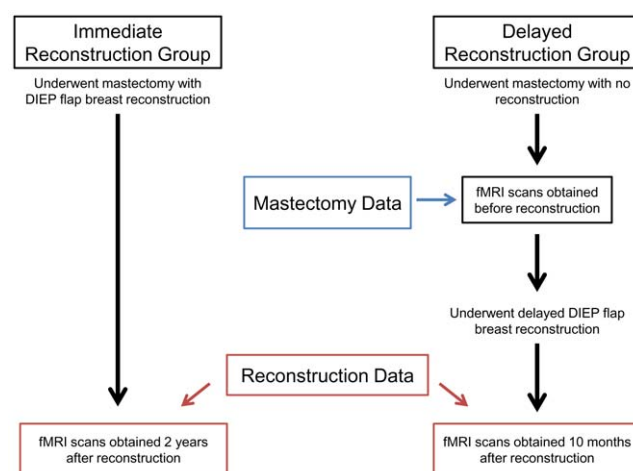 Immediate
Reconstruction Group
Underwent mastectomy with
DIEP flap breast reconstruction
Delayed
Reconstruction Group
Underwent mastectomy with no
reconstruction
Mastectomy Data
fMRI scans obtained
before reconstruction
Underwent delayed DIEP flap
breast reconstruction
Reconstruction Data
fMRI scans obtained 2 years
after reconstruction
fMRI scans obtained 10 months
after reconstruction